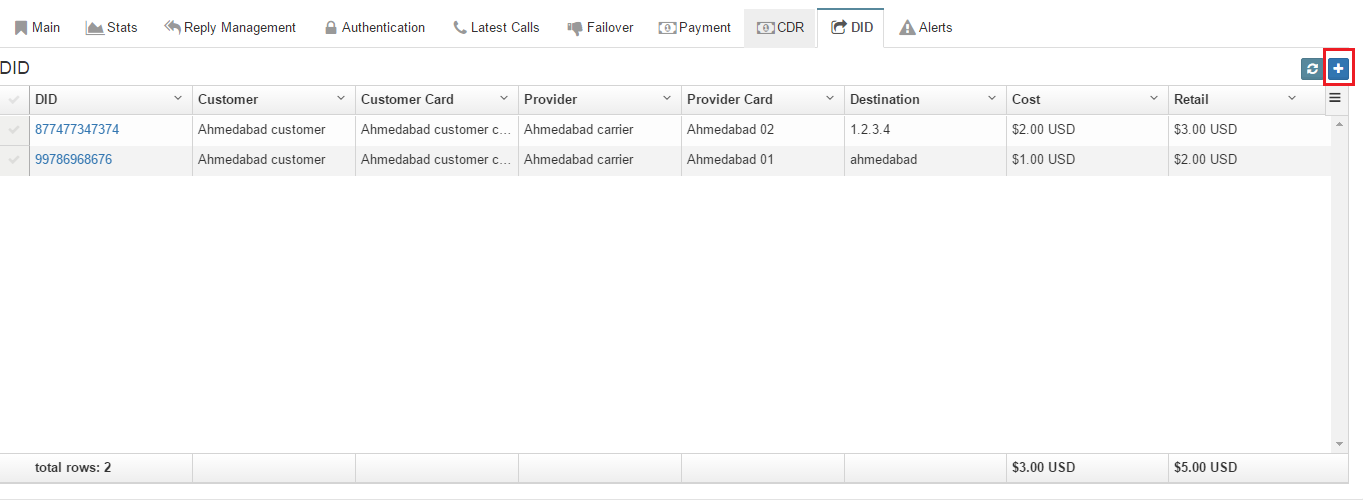 Main Stats Reply Management Authentication Latest Calls Failover Payment CDR DID Alerts
DID
DID Customer Customer Card Provider Provider Card Destination Cost Retail
877477347374 Ahmedabad customer Ahmedabad customer c... Ahmedabad carrier Ahmedabad 02 1.2.3.4 $2.00 USD $3.00 USD
99786968676 Ahmedabad customer Ahmedabad customer c... Ahmedabad carrier Ahmedabad 01 ahmedabad $1.00 USD $2.00 USD
total rows: 2 $3.00 USD $5.00 USD